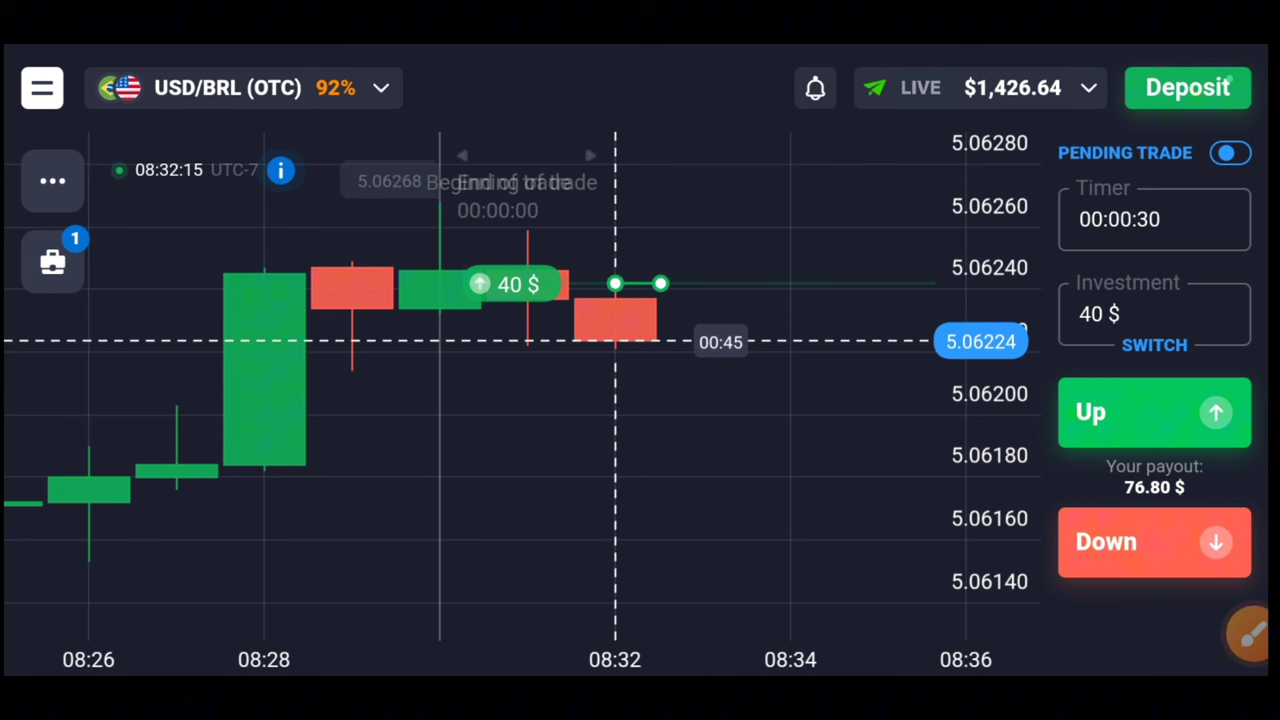 USD/BRL (OTC) 92%
LIVE $1,426.64
Deposit
08:32:15 UTC-7
1
5.06268
End of trade
00:00:00
40 $
00:45
5.06280
5.06260
5.06240
5.06224
5.06200
5.06180
5.06160
5.06140
08:26 08:28 08:32 08:34 08:36
PENDING TRADE
Timer
00:00:30
Investment
40 $
SWITCH
Up
Your payout:
76.80 $
Down